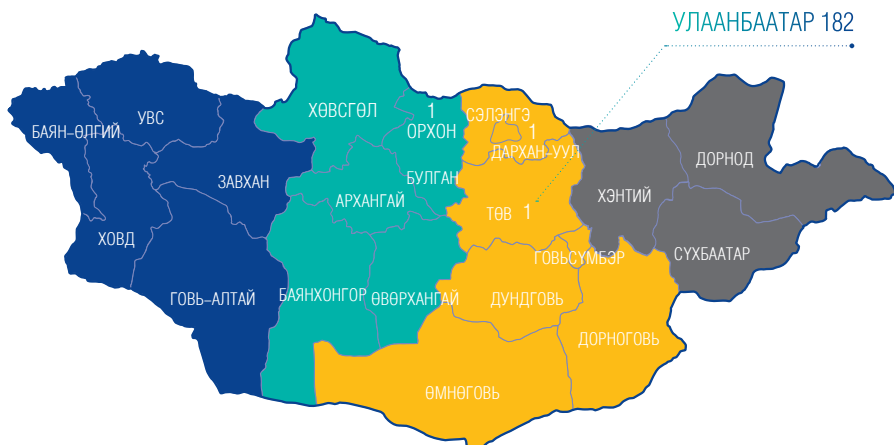 УЛААНБААТАР 182
ХӨВСГӨЛ
1
ОРХОН
СЭЛЭНГЭ
1
ДАРХАН-УУЛ
БАЯН-ӨЛГИЙ
УВС
ЗАВХАН
АРХАНГАЙ
БУЛГАН
ТӨВ 1
ХЭНТИЙ
ДОРНОД
ХОВД
ГОВЬ-АЛТАЙ
БАЯНХОНГОР
ӨВӨРХАНГАЙ
ГОВЬСҮМБЭР
ДУНДГОВЬ
СҮХБААТАР
ДОРНОГОВЬ
ӨМНӨГОВЬ